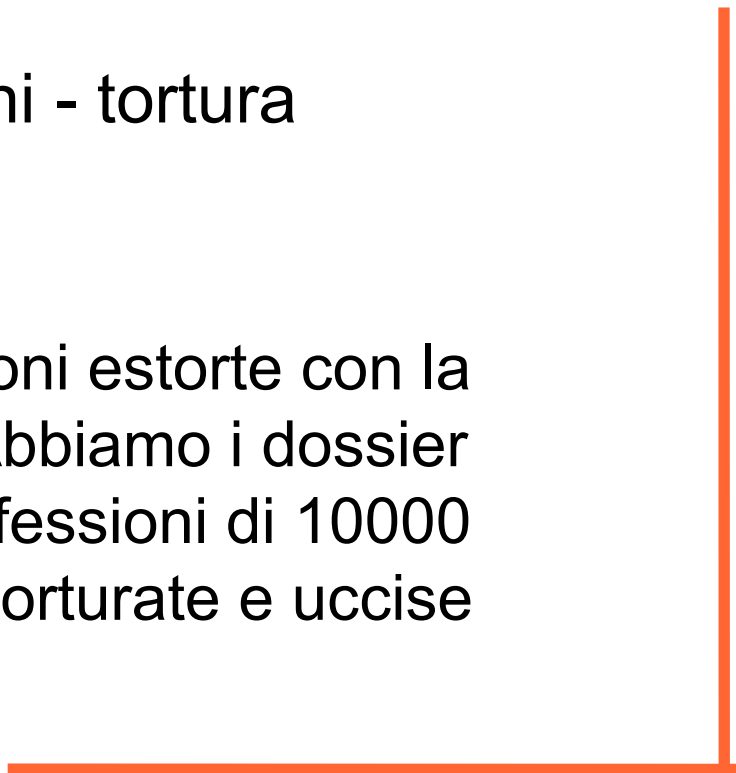 ni - tortura
oni estorte con la
bbiamo i dossier
fessioni di 10000
orturate e uccise